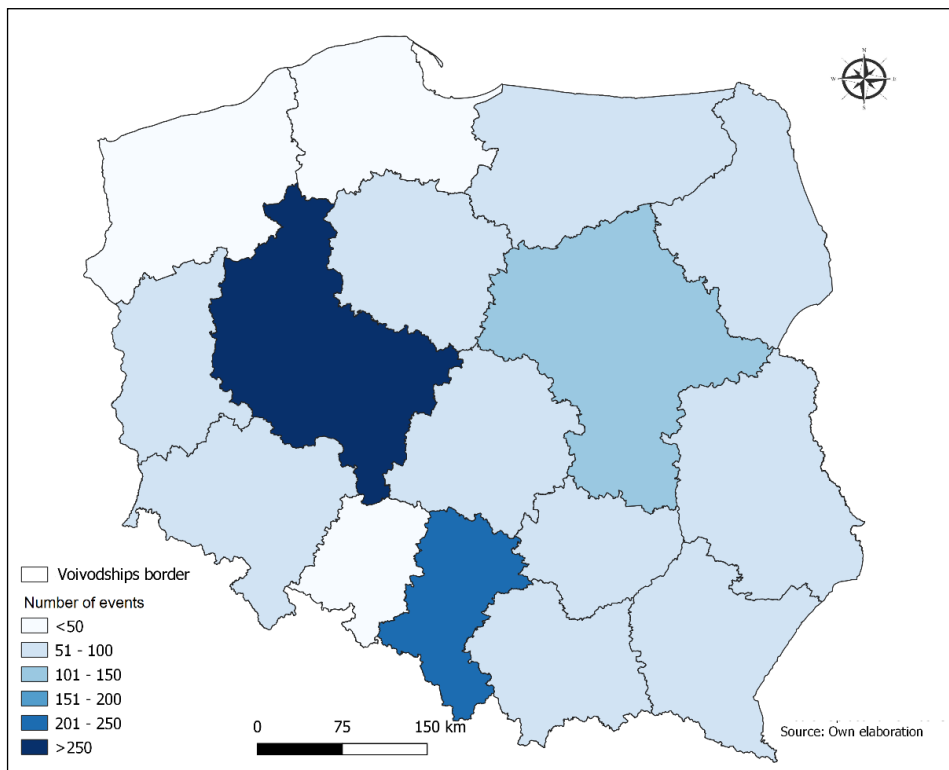 N
W
E
S
Voivodships border
Number of events
<50
51 - 100
101 - 150
151 - 200
201 - 250
>250
0 75 150 km
Source: Own elaboration